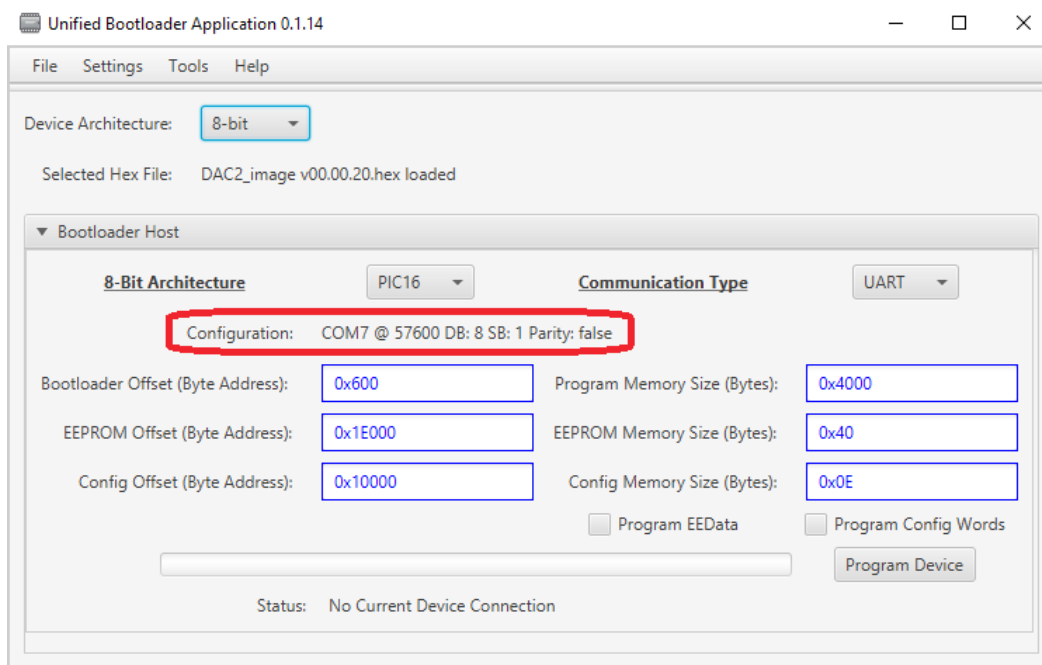 Unified Bootloader Application 0.1.14
File Settings Tools Help
Device Architecture: 8-bit
Selected Hex File: DAC2_image v00.00.20.hex loaded
Bootloader Host
8-Bit Architecture PIC16 Communication Type UART
Configuration: COM7 @ 57600 DB: 8 SB: 1 Parity: false
Bootloader Offset (Byte Address): 0x600 Program Memory Size (Bytes): 0x4000
EEPROM Offset (Byte Address): 0x1E000 EEPROM Memory Size (Bytes): 0x40
Config Offset (Byte Address): 0x10000 Config Memory Size (Bytes): 0x0E
Program EEData Program Config Words
Program Device
Status: No Current Device Connection